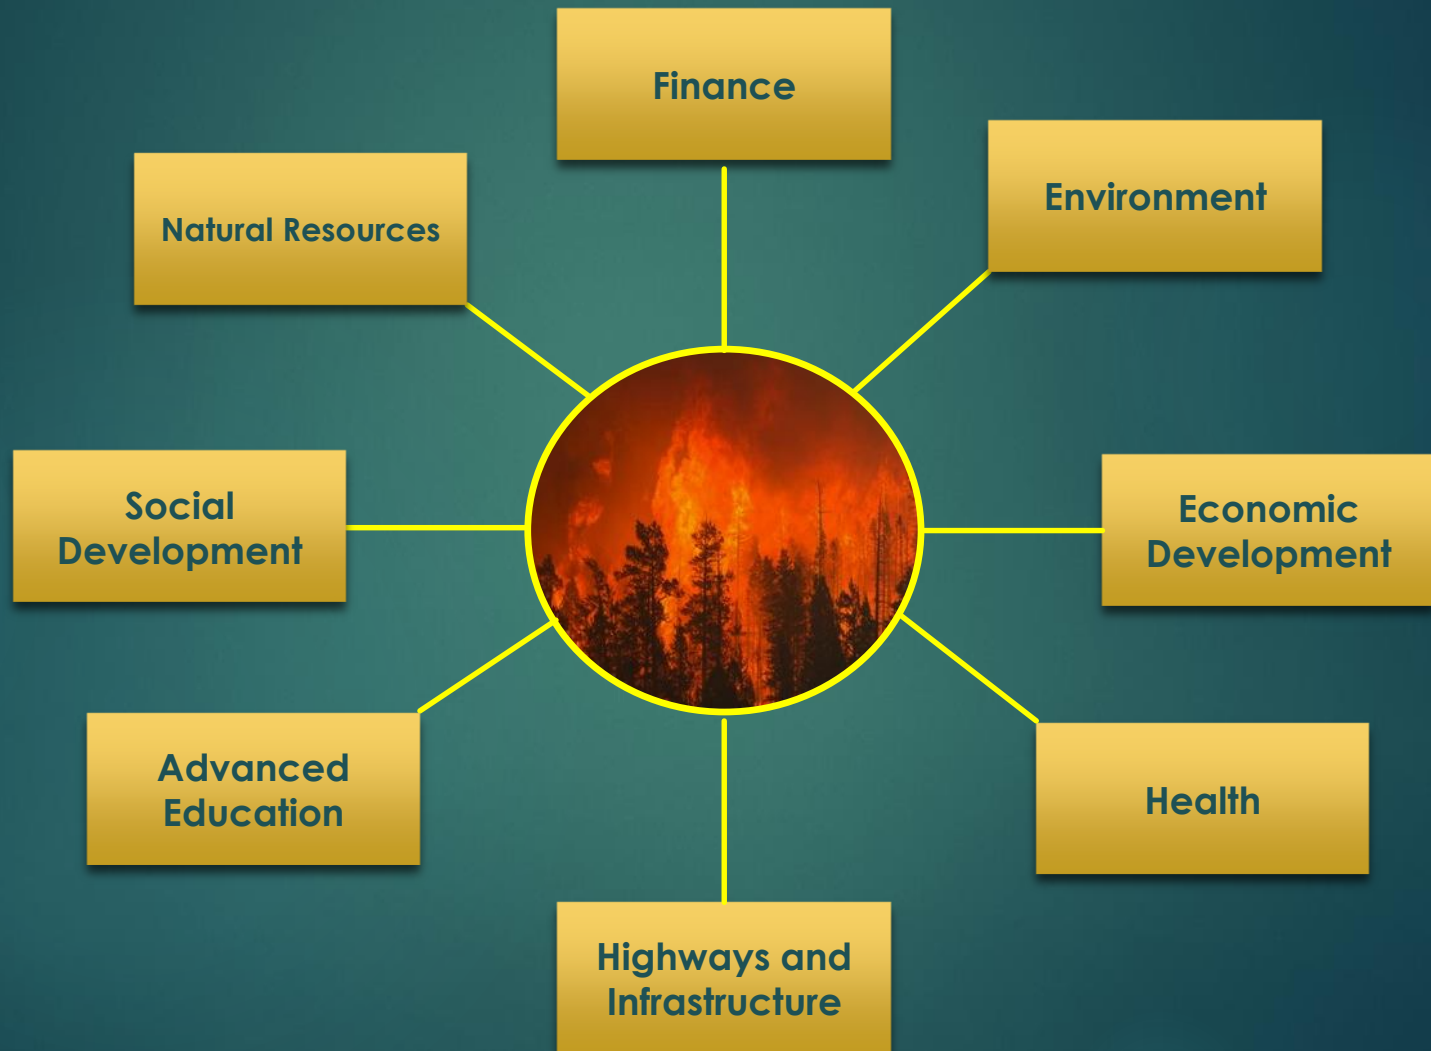 Finance
Environment
Natural Resources
Social
Development
Economic
Development
Advanced
Education
Health
Highways and
Infrastructure